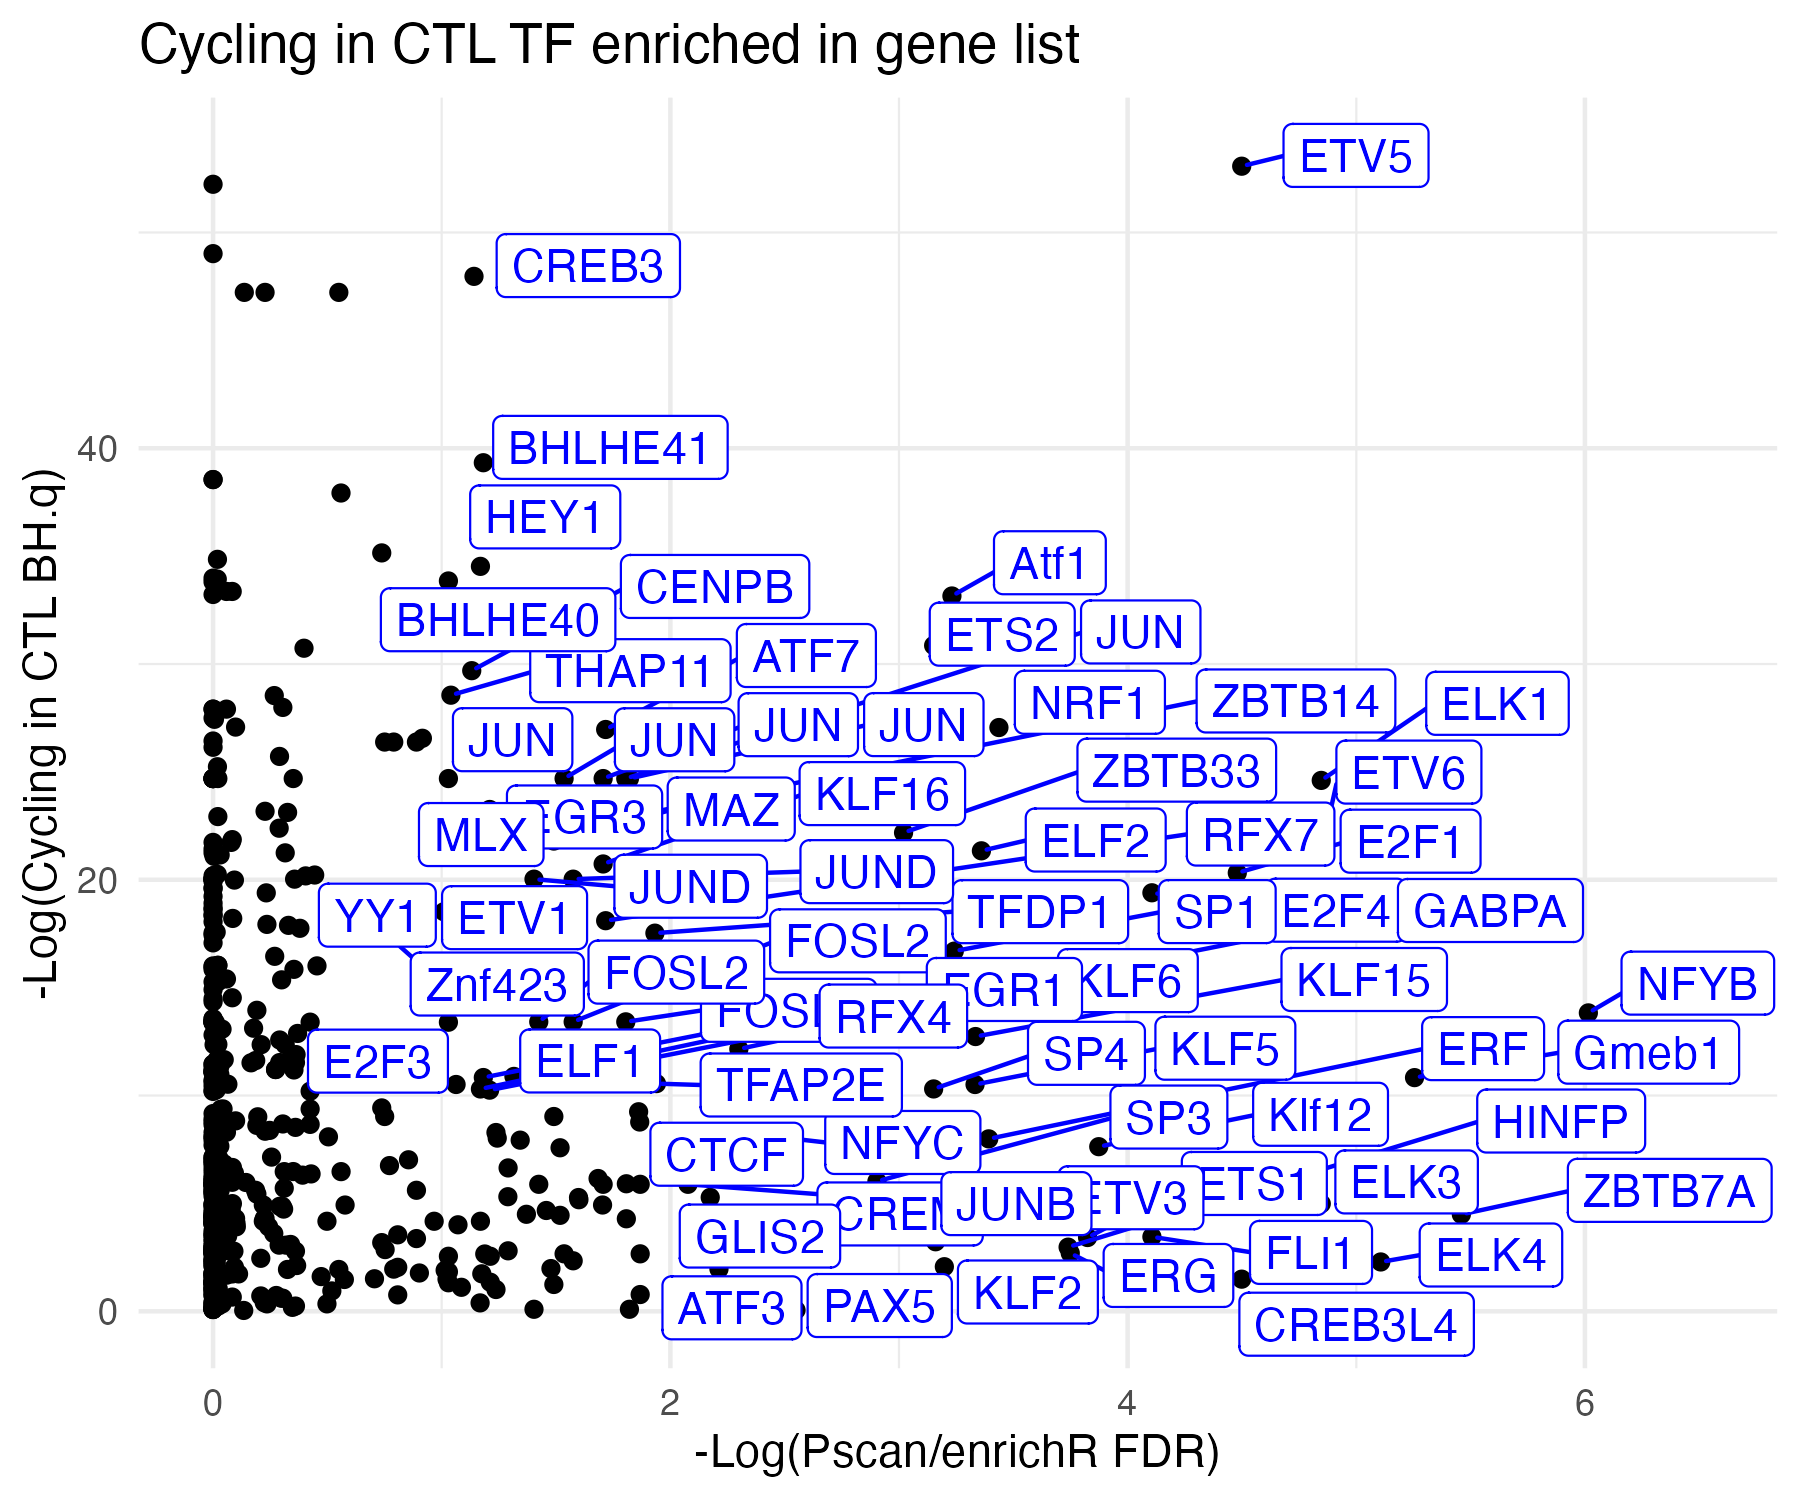 Cycling in CTL TF enriched in gene list
ETV5
CREB3
BHLHE41
HEY1
Atf1
CENPB
BHLHE40
ETS2
JUN
THAP11
ATF7
NRF1
ZBTB14
ELK1
JUN
JUN
JUN
JUN
ZBTB33
ETV6
KLF16
MAZ
EGR3
MLX
ELF2
RFX7
E2F1
JUND
JUND
YY1
ETV1
TFDP1
SP1
E2F4
GABPA
FOSL2
FOSL2
Znf423
EGR1
KLF6
KLF15
NFYB
RFX4
E2F3
ELF1
SP4
KLF5
ERF
Gmeb1
TFAP2E
SP3
Klf12
HINFP
NFYC
CTCF
CREM
JUNB
ETV3
ETS1
ELK3
ZBTB7A
GLIS2
FLI1
ELK4
ERG
KLF2
ATF3
PAX5
CREB3L4
0
20
40
0
2
4
6
-Log(Cycling in CTL BH.q)
-Log(Pscan/enrichR FDR)